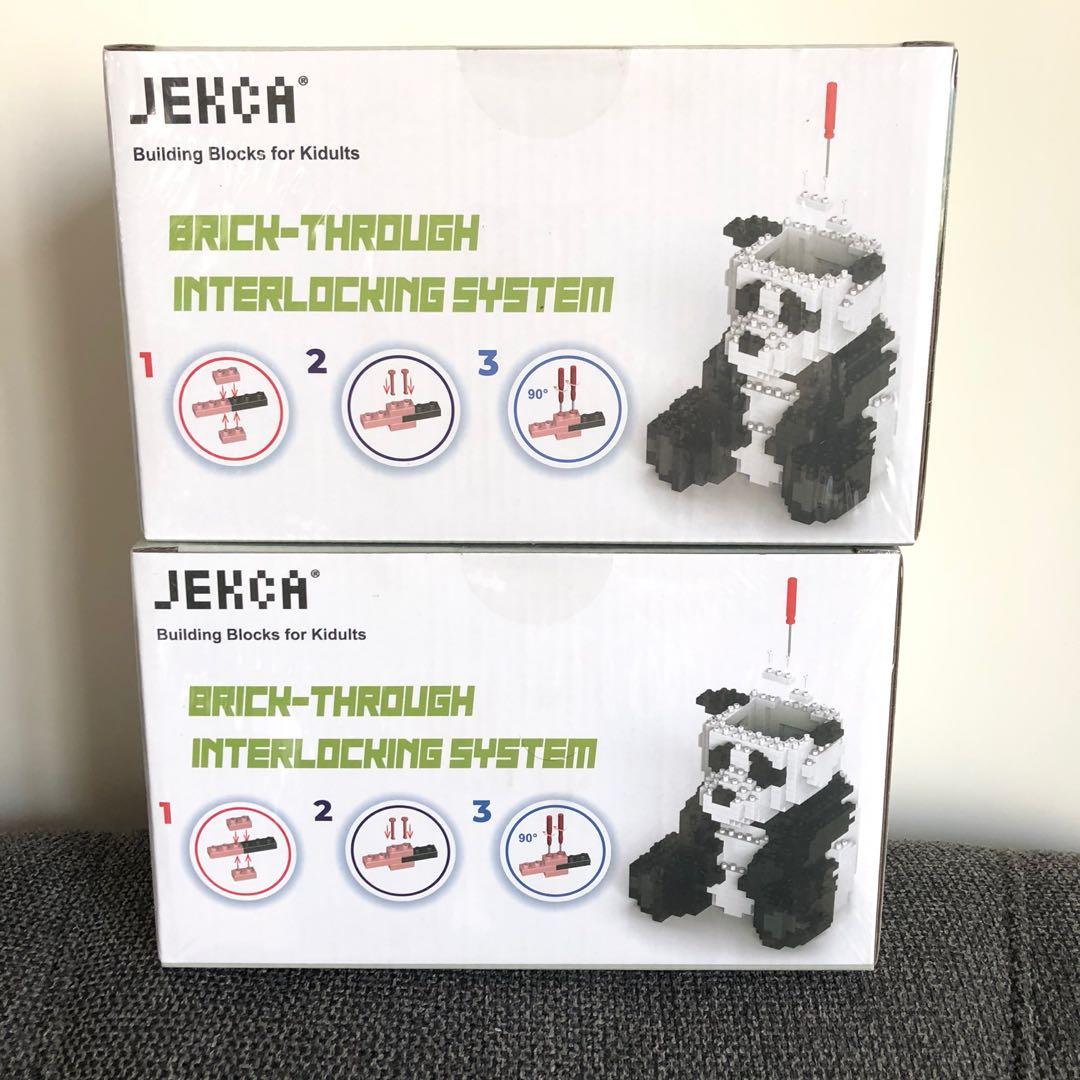 JEKCA®
Building Blocks for Kidults
BRICK-THROUGH
INTERLOCKING SYSTEM
1 2 3
90°
JEKCA®
Building Blocks for Kidults
BRICK-THROUGH
INTERLOCKING SYSTEM
1 2 3
90°